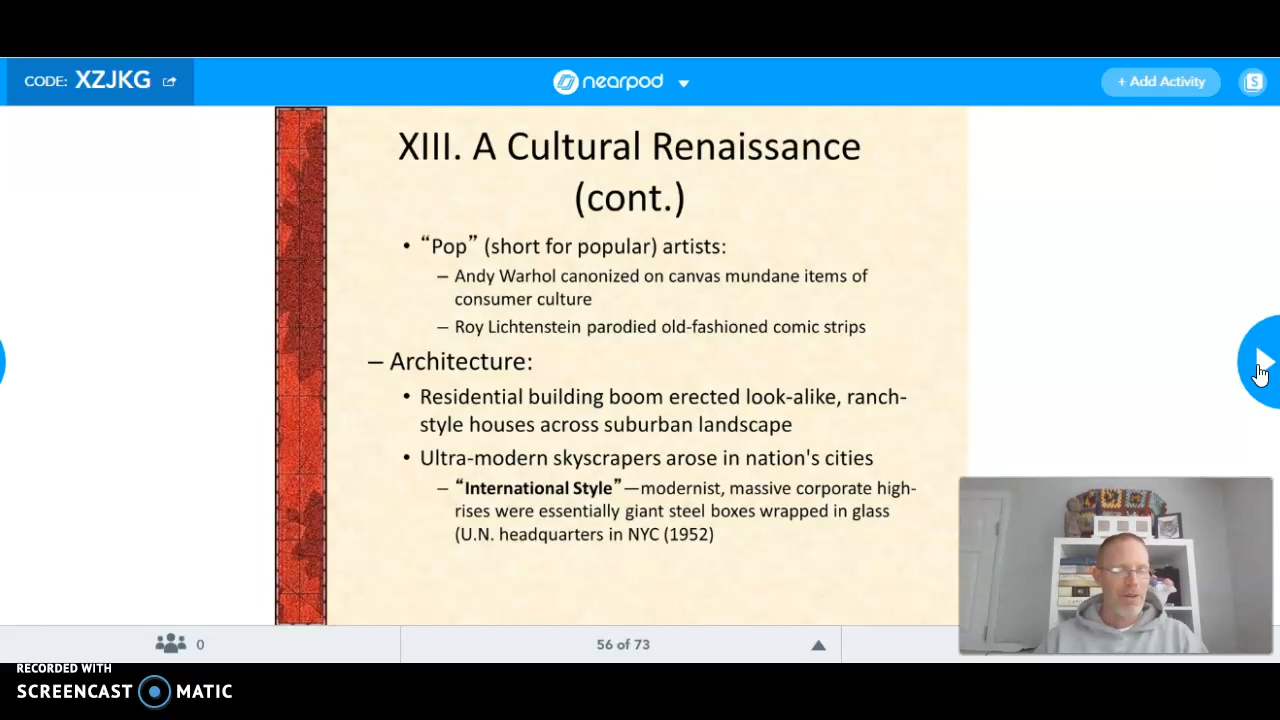 CODE: XZJKG
nearpod
+ Add Activity
S
XIII. A Cultural Renaissance
(cont.)
• “Pop” (short for popular) artists:
– Andy Warhol canonized on canvas mundane items of
consumer culture
– Roy Lichtenstein parodied old-fashioned comic strips
– Architecture:
• Residential building boom erected look-alike, ranch-
style houses across suburban landscape
• Ultra-modern skyscrapers arose in nation's cities
– “International Style”—modernist, massive corporate high-
rises were essentially giant steel boxes wrapped in glass
(U.N. headquarters in NYC (1952)
0
56 of 73
RECORDED WITH
SCREENCAST MATIC